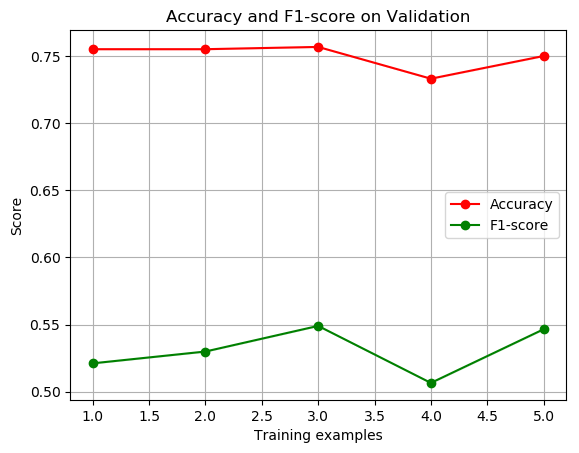 Accuracy and F1-score on Validation
Score
0.75
0.70
0.65
0.60
0.55
0.50
Accuracy
F1-score
1.0 1.5 2.0 2.5 3.0 3.5 4.0 4.5 5.0
Training examples